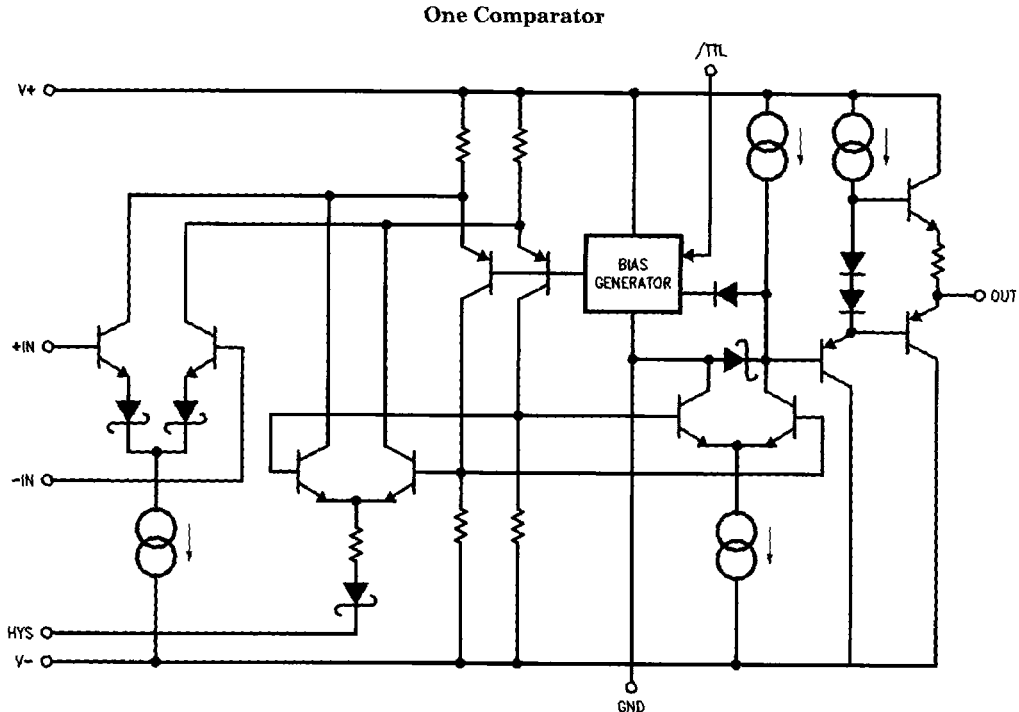 One Comparator
/TTL
V+
BIAS
GENERATOR
OUT
+IN
-IN
HYS
V-
GND